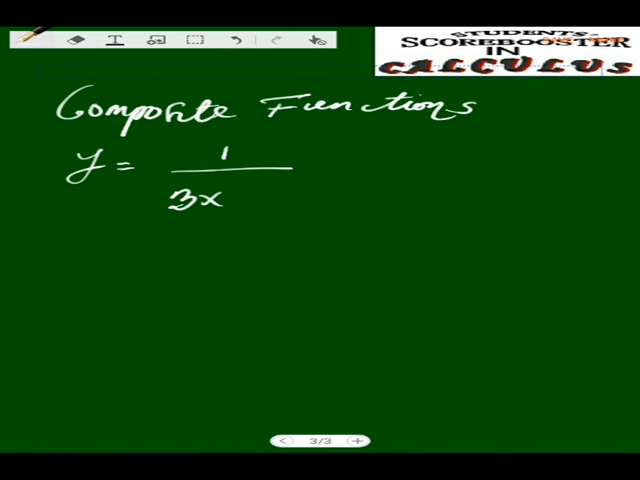 STUDENTS'
SCOREBOOSTER
IN
CALCULUS
Composite Functions
y = 1
3x
3/3